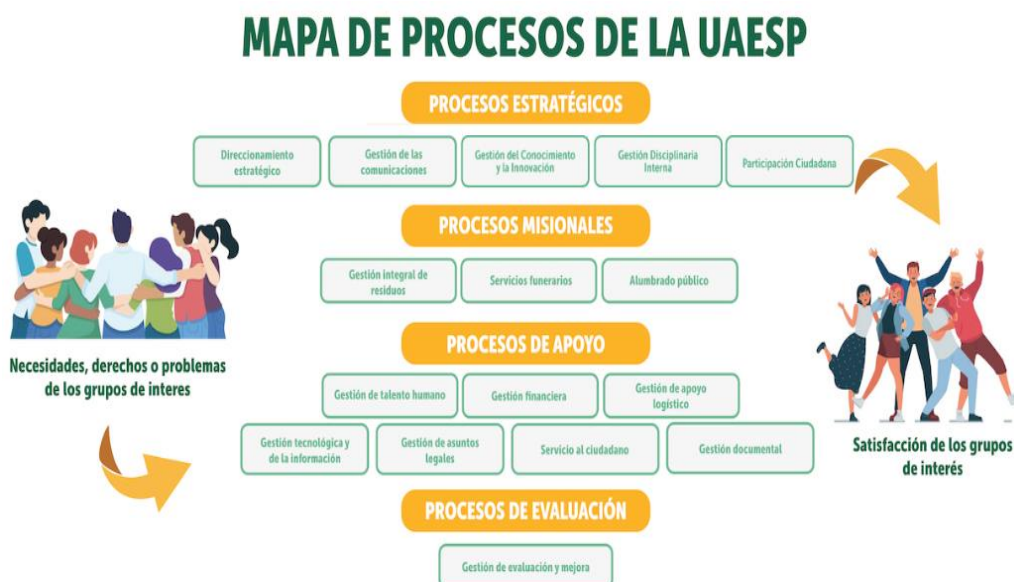 MAPA DE PROCESOS DE LA UAESP
PROCESOS ESTRATÉGICOS
Direccionamiento
estratégico
Gestión de las
comunicaciones
Gestión del Conocimiento
y la Innovación
Gestión Disciplinaria
Interna
Participación Ciudadana
PROCESOS MISIONALES
Gestión integral de
residuos
Servicios funerarios
Alumbrado público
Necesidades, derechos o problemas
de los grupos de interes
PROCESOS DE APOYO
Gestión de talento humano
Gestión financiera
Gestión de apoyo
logístico
Gestión tecnológica y
de la información
Gestión de asuntos
legales
Servicio al ciudadano
Gestión documental
Satisfacción de los grupos
de interés
PROCESOS DE EVALUACIÓN
Gestión de evaluación y mejora